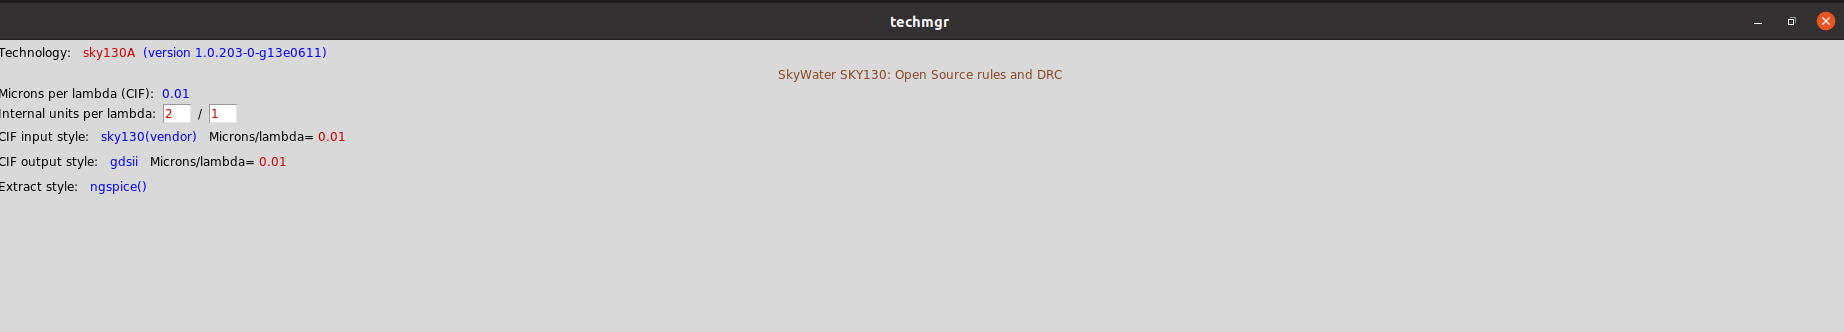 techmgr
Technology: sky130A (version 1.0.203-0-g13e0611)
SkyWater SKY130: Open Source rules and DRC
Microns per lambda (CIF): 0.01
Internal units per lambda: 2 / 1
CIF input style: sky130(vendor) Microns/lambda= 0.01
CIF output style: gdsii Microns/lambda= 0.01
Extract style: ngspice()